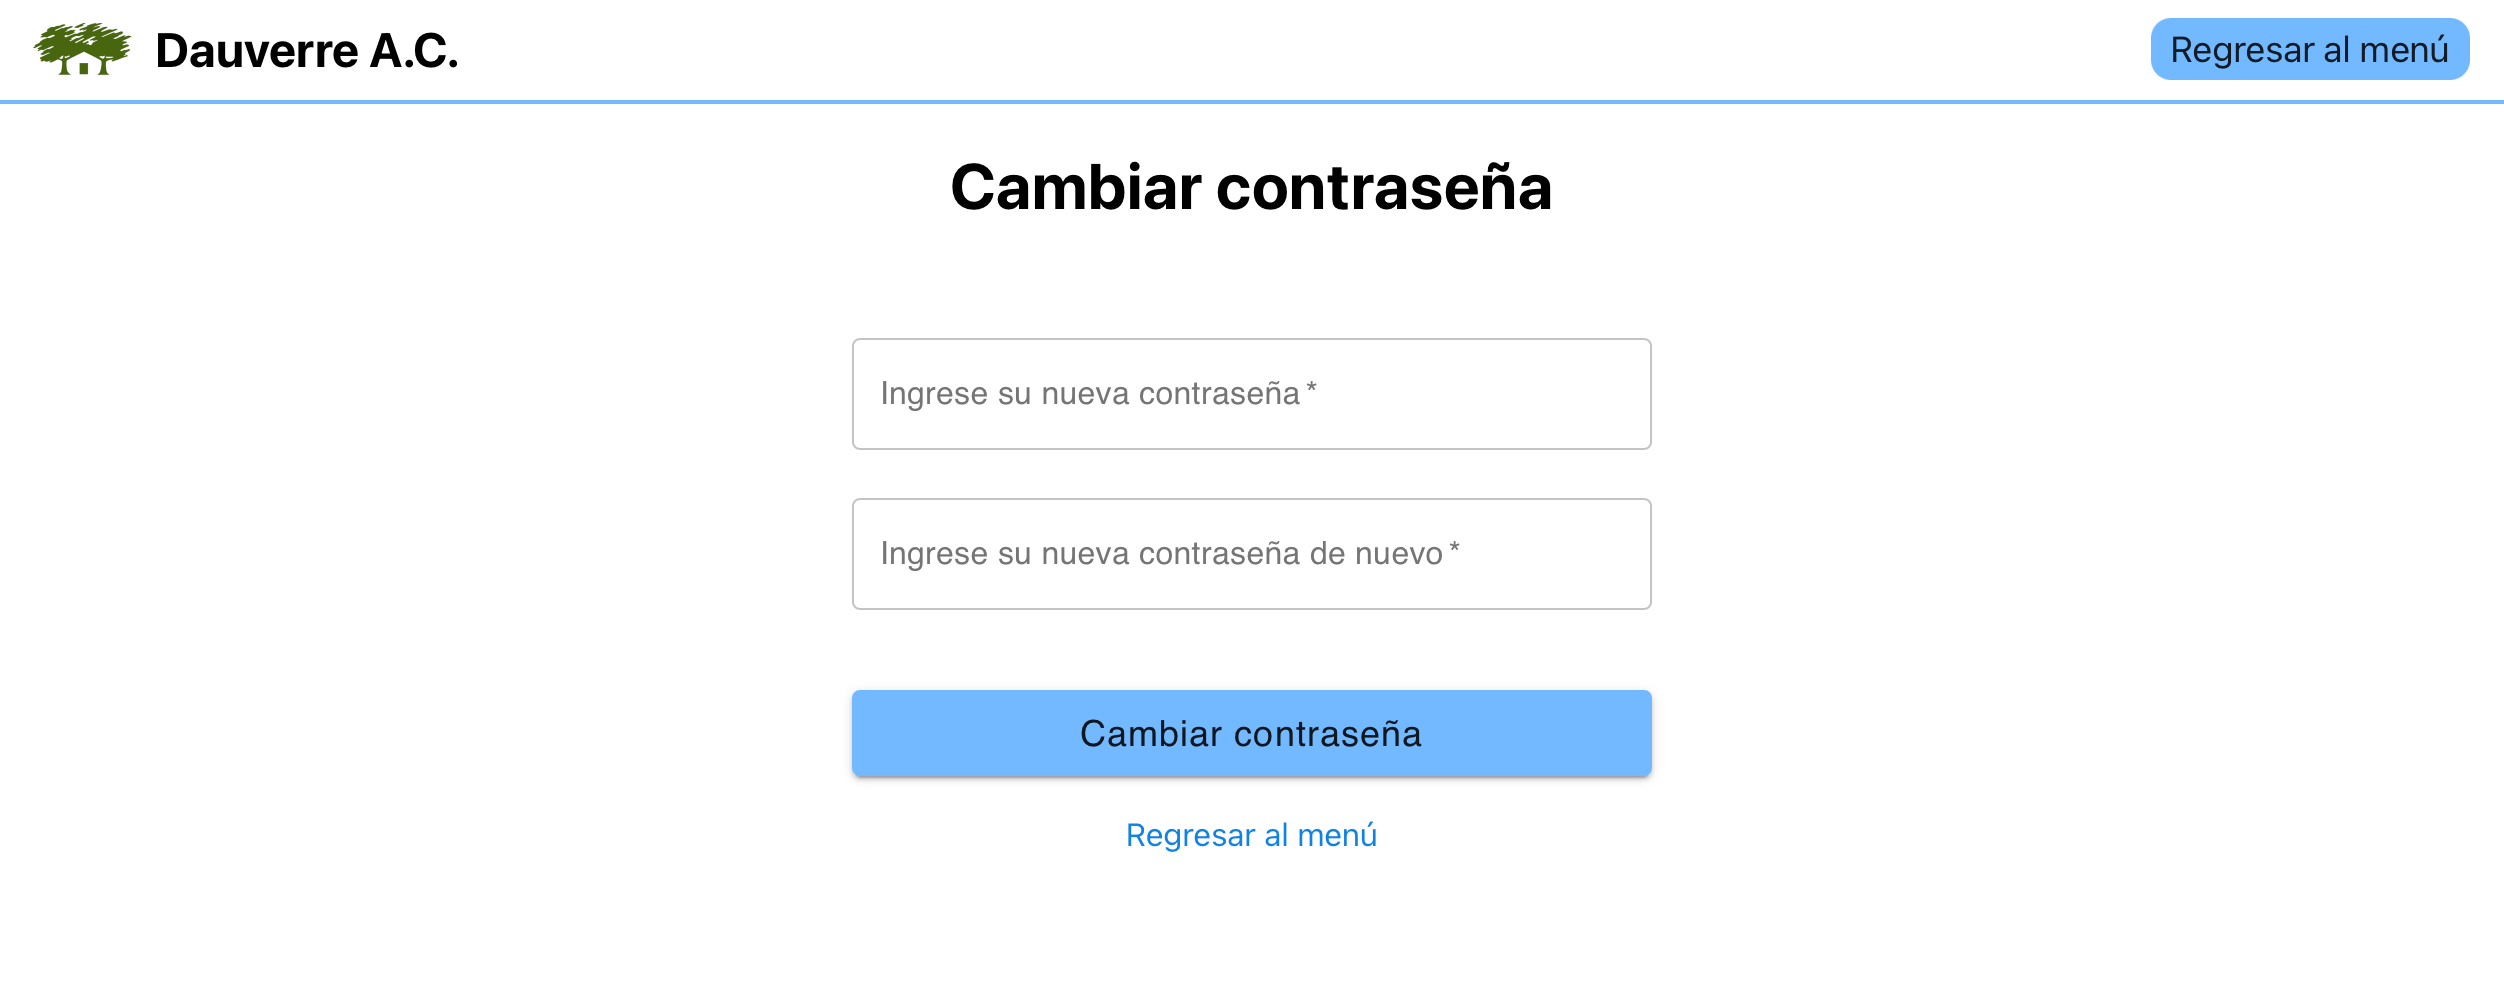 Dauverre A.C.
Regresar al menú
Cambiar contraseña
Ingrese su nueva contraseña *
Ingrese su nueva contraseña de nuevo *
Cambiar contraseña
Regresar al menú